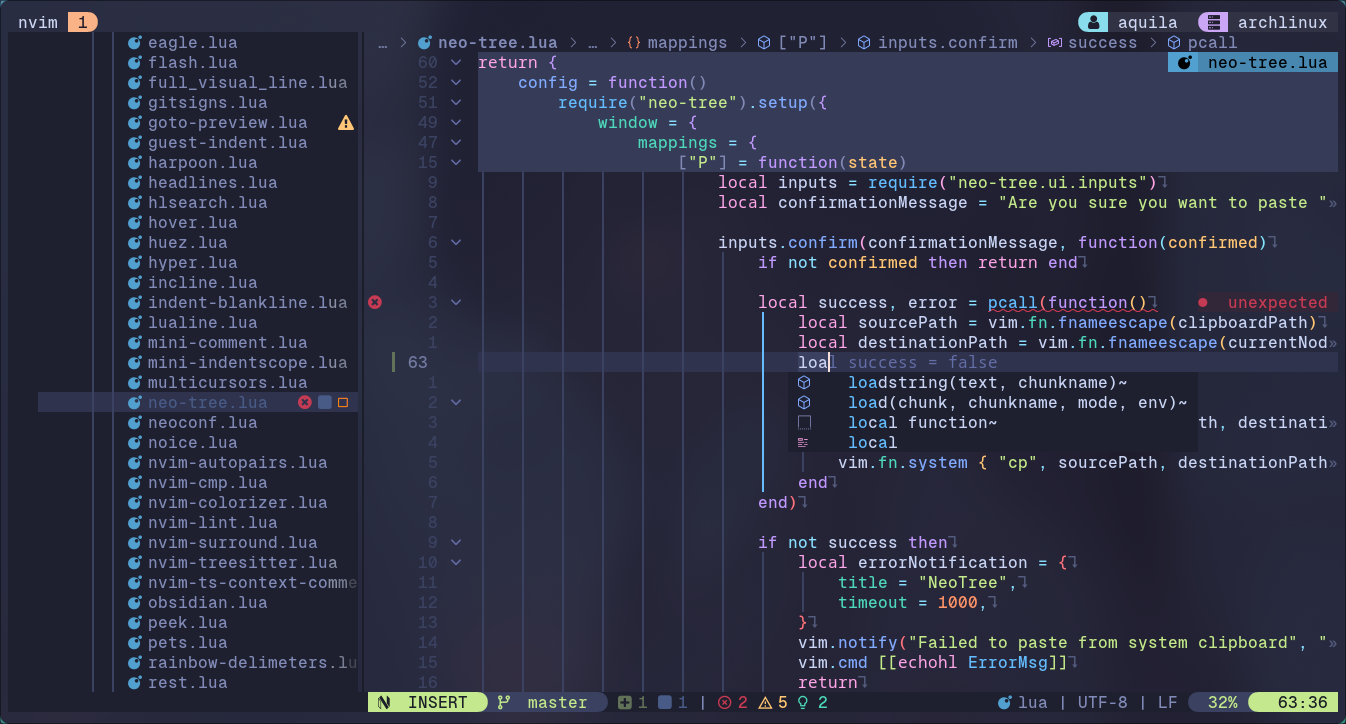 nvim 1 aquila archlinux
eagle.lua
flash.lua
full_visual_line.lua
gitsigns.lua
goto-preview.lua
guest-indent.lua
harpoon.lua
headlines.lua
hlsearch.lua
hover.lua
huez.lua
hyper.lua
incline.lua
indent-blankline.lua
lualine.lua
mini-comment.lua
mini-indentscope.lua
multicursors.lua
neo-tree.lua
neoconf.lua
noice.lua
nvim-autopairs.lua
nvim-cmp.lua
nvim-colorizer.lua
nvim-lint.lua
nvim-surround.lua
nvim-treesitter.lua
nvim-ts-context-comme
obsidian.lua
peek.lua
pets.lua
rainbow-delimeters.lu
rest.lua
… > neo-tree.lua > … > {} mappings > ["P"] > inputs.confirm > success > pcall
60 return { neo-tree.lua
52 config = function()
51 require("neo-tree").setup({
49 window = {
47 mappings = {
15 ["P"] = function(state)
9 local inputs = require("neo-tree.ui.inputs")
8 local confirmationMessage = "Are you sure you want to paste "»
7
6 inputs.confirm(confirmationMessage, function(confirmed)
5 if not confirmed then return end
4
3 local success, error = pcall(function() unexpected
2 local sourcePath = vim.fn.fnameescape(clipboardPath)
1 local destinationPath = vim.fn.fnameescape(currentNod»
63 loal success = false
1 loadstring(text, chunkname)~
2 load(chunk, chunkname, mode, env)~
3 local function~ th, destinati»
4 local
5 vim.fn.system { "cp", sourcePath, destinationPath»
6 end
7 end)
8
9 if not success then
10 local errorNotification = {
11 title = "NeoTree",
12 timeout = 1000,
13 }
14 vim.notify("Failed to paste from system clipboard", "»
15 vim.cmd [[echohl ErrorMsg]]
16 return
INSERT master 1 1 | 2 5 2 lua | UTF-8 | LF 32% 63:36